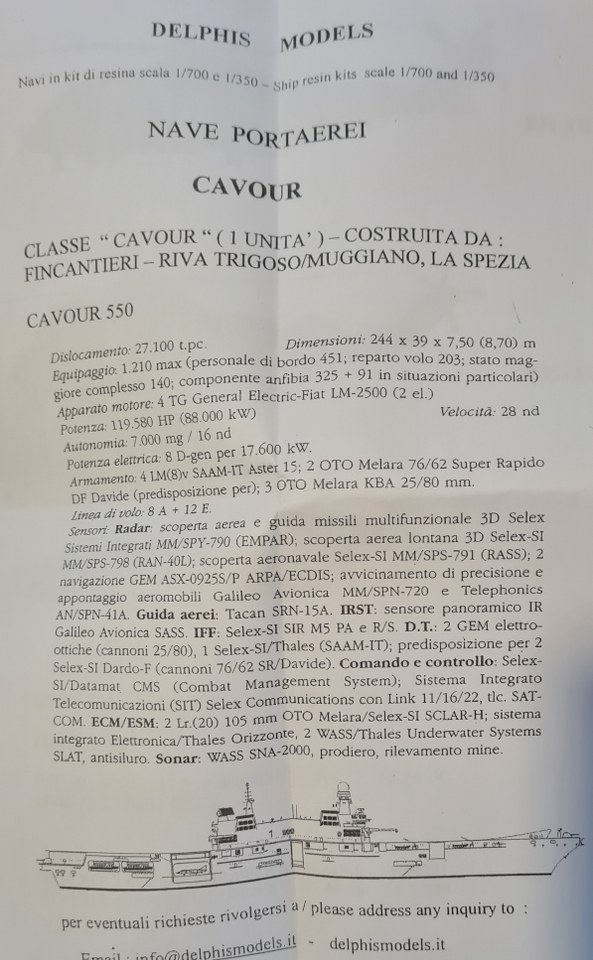 DELPHIS MODELS
Navi in kit di resina scala 1/700 e 1/350 – Ship resin kits scale 1/700 and 1/350
NAVE PORTAEREI
CAVOUR
CLASSE “ CAVOUR “ ( 1 UNITA’ ) – COSTRUITA DA :
FINCANTIERI – RIVA TRIGOSO/MUGGIANO, LA SPEZIA
CAVOUR 550
Dislocamento: 27.100 t.pc. Dimensioni: 244 x 39 x 7,50 (8,70) m
Equipaggio: 1.210 max (personale di bordo 451; reparto volo 203; stato mag-
giore complesso 140; componente anfibia 325 + 91 in situazioni particolari)
Apparato motore: 4 TG General Electric-Fiat LM-2500 (2 el.)
Potenza: 119.580 HP (88.000 kW) Velocità: 28 nd
Autonomia: 7.000 mg / 16 nd
Potenza elettrica: 8 D-gen per 17.600 kW.
Armamento: 4 LM(8)v SAAM-IT Aster 15; 2 OTO Melara 76/62 Super Rapido
DF Davide (predisposizione per); 3 OTO Melara KBA 25/80 mm.
Linea di volo: 8 A + 12 E.
Sensori: Radar: scoperta aerea e guida missili multifunzionale 3D Selex
Sistemi Integrati MM/SPY-790 (EMPAR); scoperta aerea lontana 3D Selex-SI
MM/SPS-798 (RAN-40L); scoperta aeronavale Selex-SI MM/SPS-791 (RASS); 2
navigazione GEM ASX-0925S/P ARPA/ECDIS; avvicinamento di precisione e
appontaggio aeromobili Galileo Avionica MM/SPN-720 e Telephonics
AN/SPN-41A. Guida aerei: Tacan SRN-15A. IRST: sensore panoramico IR
Galileo Avionica SASS. IFF: Selex-SI SIR M5 PA e R/S. D.T.: 2 GEM elettro-
ottiche (cannoni 25/80), 1 Selex-SI/Thales (SAAM-IT); predisposizione per 2
Selex-SI Dardo-F (cannoni 76/62 SR/Davide). Comando e controllo: Selex-
SI/Datamat CMS (Combat Management System); Sistema Integrato
Telecomunicazioni (SIT) Selex Communications con Link 11/16/22, tlc. SAT-
COM. ECM/ESM: 2 Lr.(20) 105 mm OTO Melara/Selex-SI SCLAR-H; sistema
integrato Elettronica/Thales Orizzonte, 2 WASS/Thales Underwater Systems
SLAT, antisiluro. Sonar: WASS SNA-2000, prodiero, rilevamento mine.
1
per eventuali richieste rivolgersi a / please address any inquiry to :
Email : info@delphismodels.it - delphismodels.it